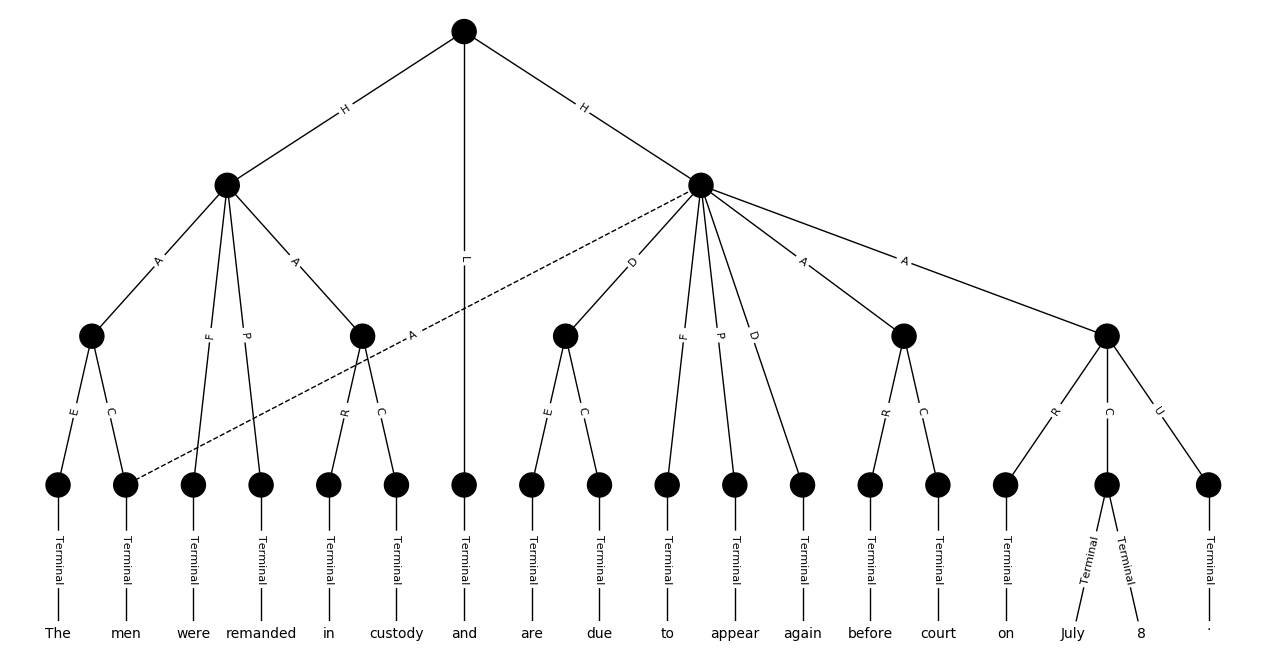 H H
L
A A D A A
A
F P F P D
E C R C E C R C R C U
Terminal Terminal Terminal Terminal Terminal Terminal Terminal Terminal Terminal Terminal Terminal Terminal Terminal Terminal Terminal Terminal Terminal Terminal
The men were remanded in custody and are due to appear again before court on July 8 .